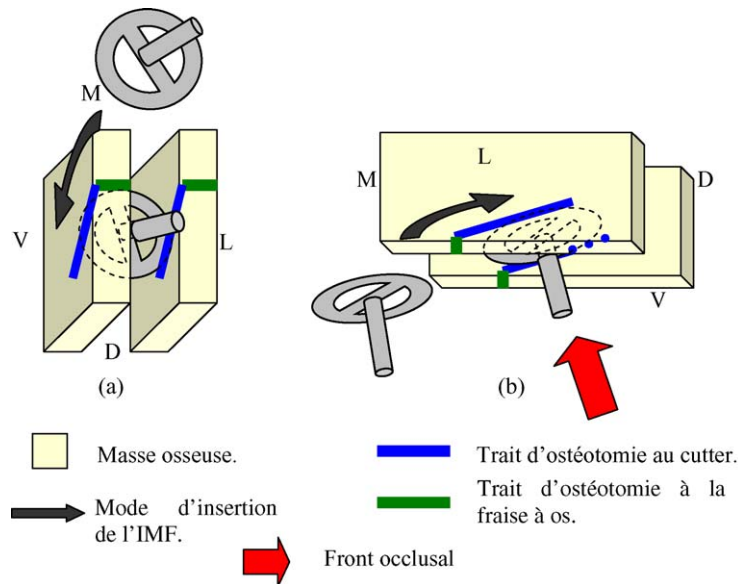 M
V
L
D
(a)
L
M
D
V
(b)
Masse osseuse.
Trait d'ostéotomie au cutter.
Mode d'insertion
de l'IMF.
Trait d'ostéotomie à la
fraise à os.
Front occlusal